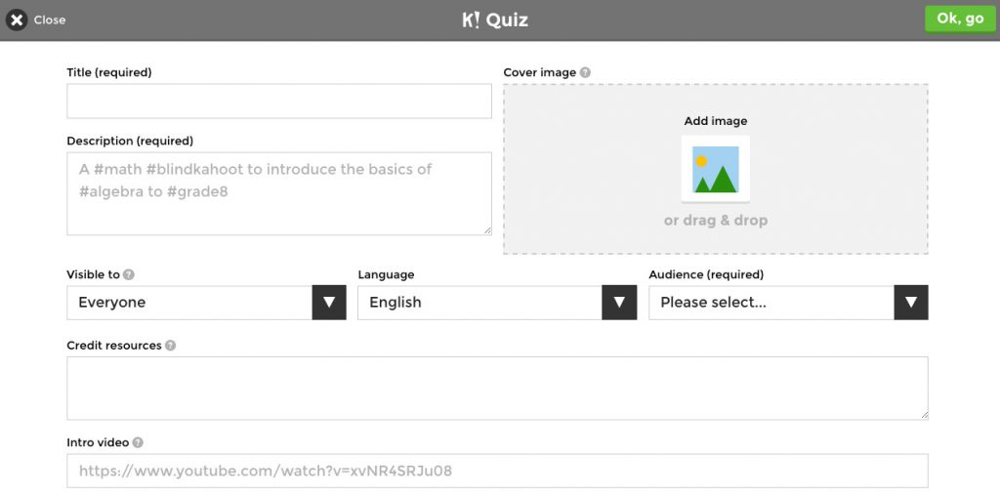 Close
K! Quiz
Ok, go
Title (required)
Cover image ?
Add image
or drag & drop
Description (required)
A #math #blindkahoot to introduce the basics of
#algebra to #grade8
Visible to ?
Language
Audience (required)
Everyone
English
Please select...
Credit resources ?
Intro video ?
https://www.youtube.com/watch?v=xvNR4SRJu08